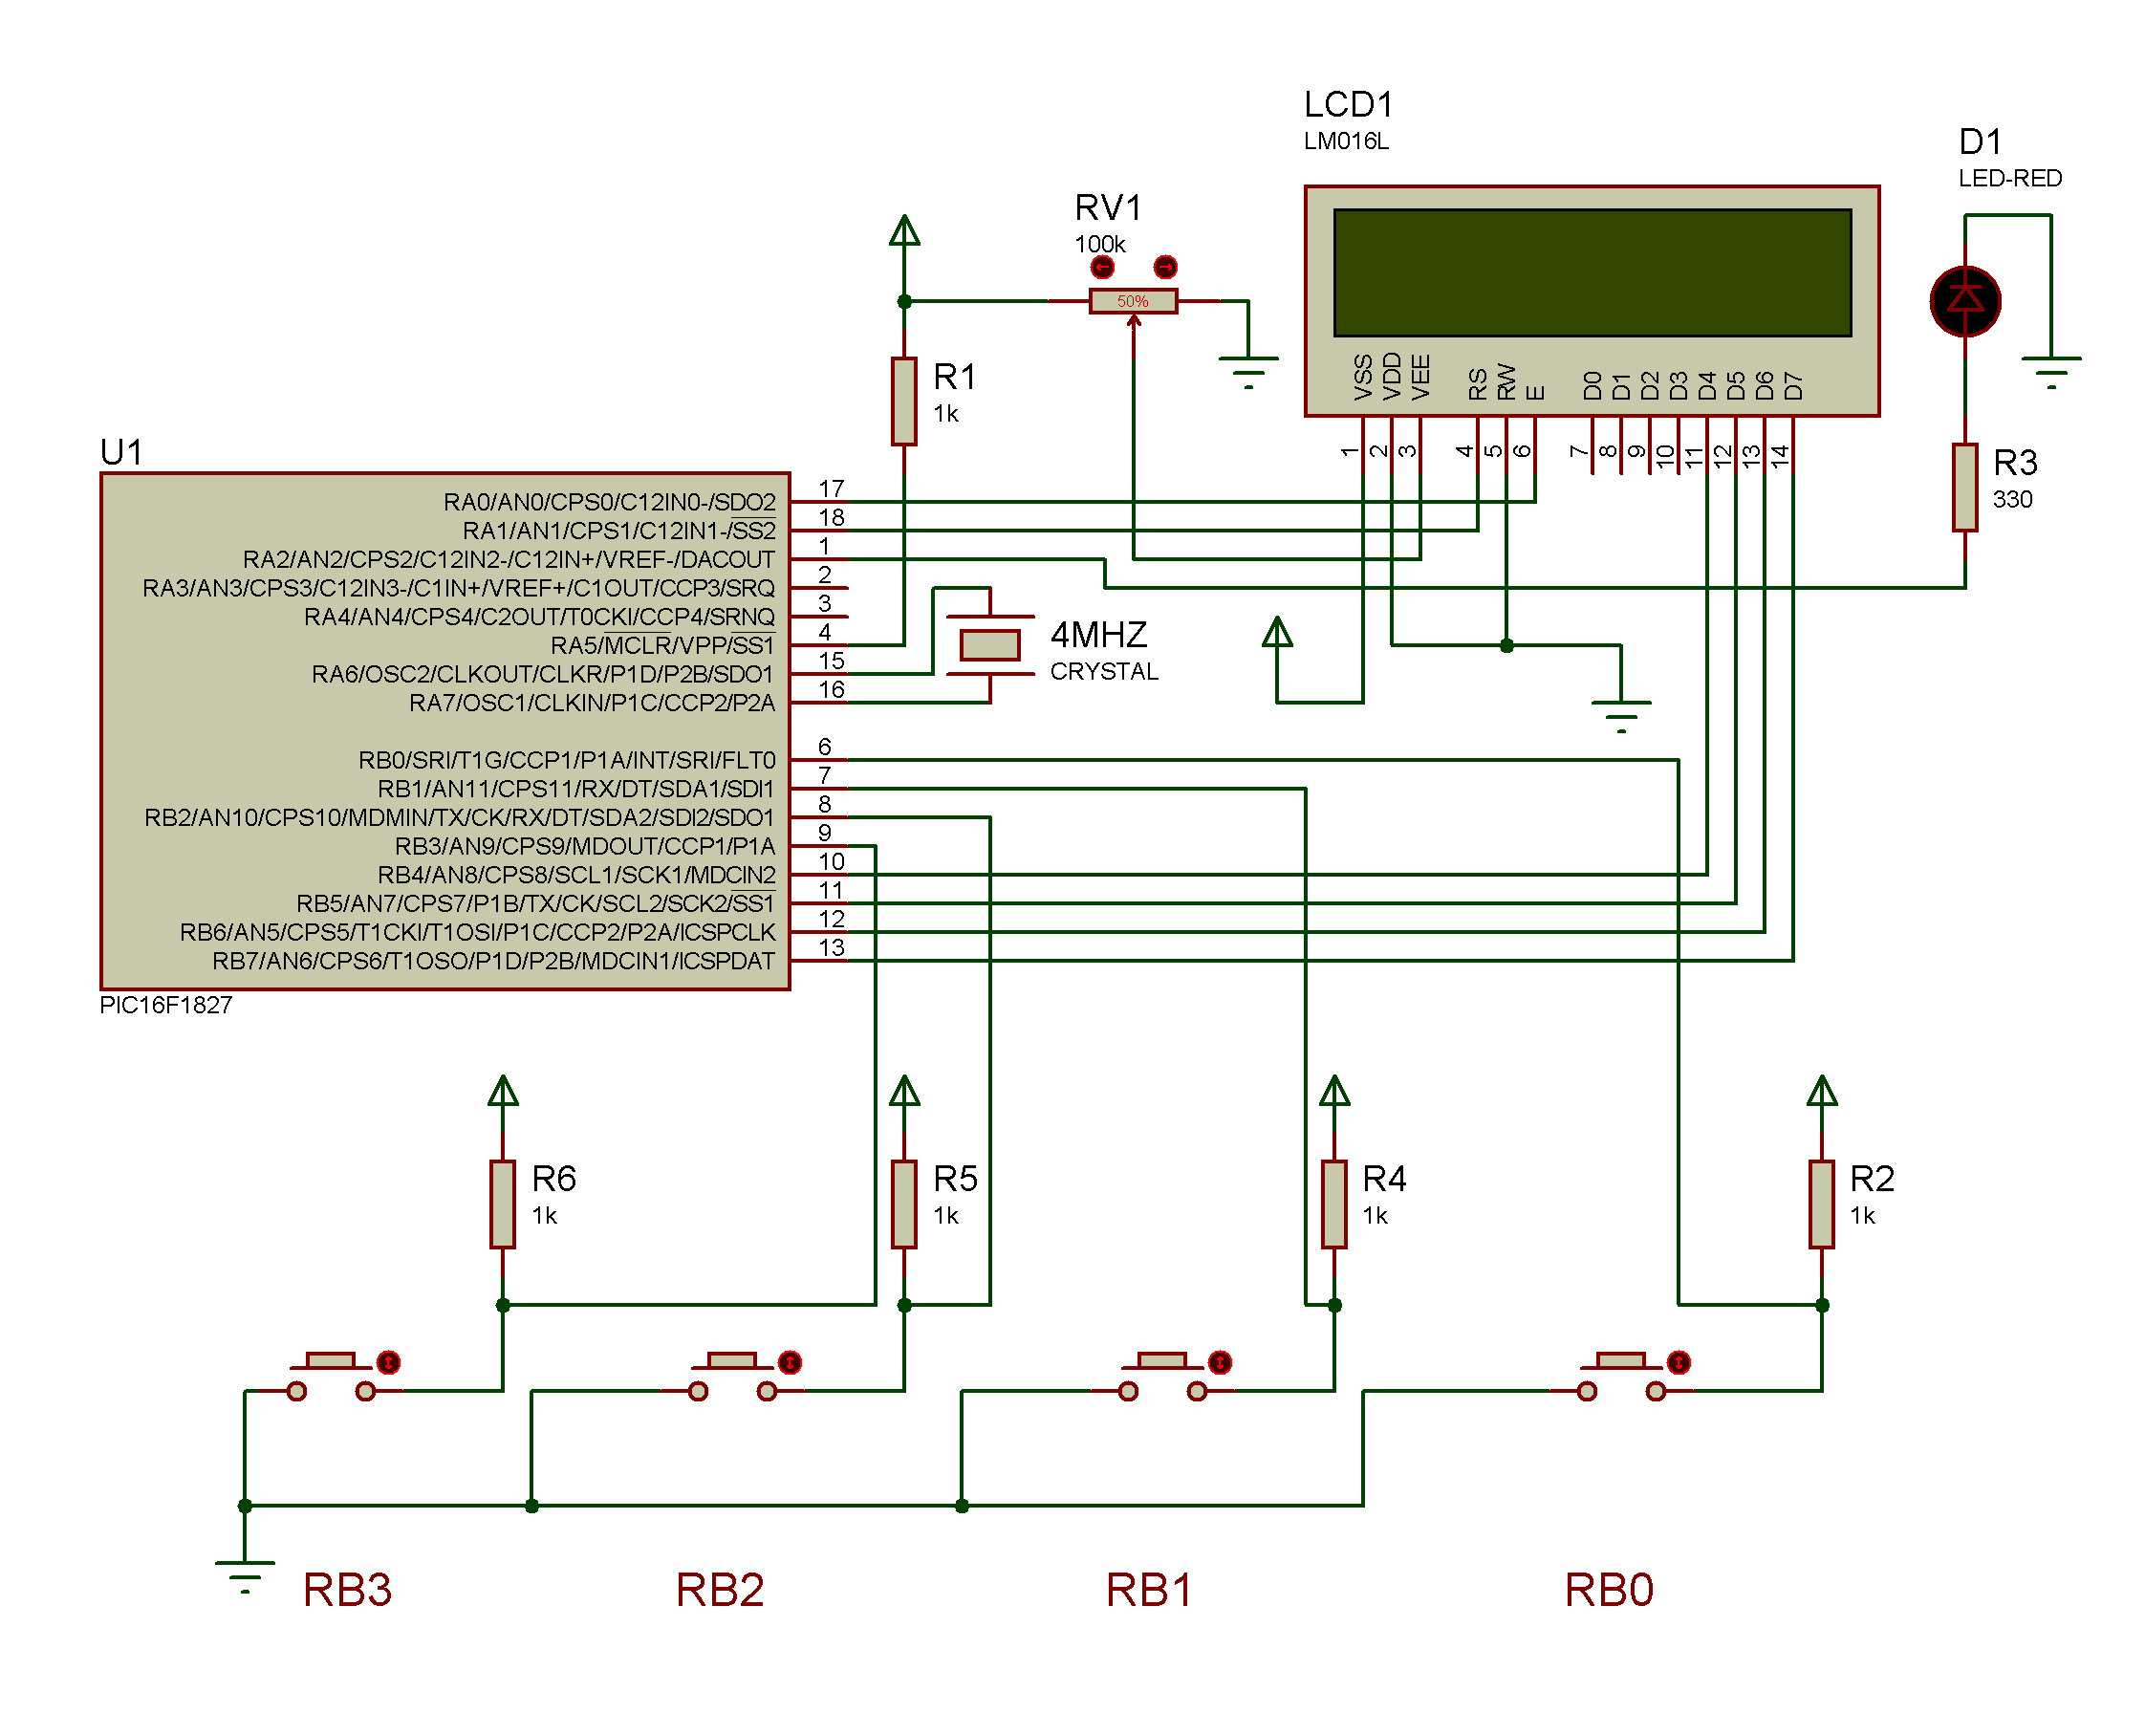 LCD1
LM016L
D1
LED-RED
RV1
100k
50%
R1
1k
VSS
VDD
VEE
RS
RW
E
D0
D1
D2
D3
D4
D5
D6
D7
1
2
3
4
5
6
7
8
9
10
11
12
13
14
R3
330
U1
RA0/AN0/CPS0/C12IN0-/SDO2 17
RA1/AN1/CPS1/C12IN1-/SS2 18
RA2/AN2/CPS2/C12IN2-/C12IN+/VREF-/DACOUT 1
RA3/AN3/CPS3/C12IN3-/C1IN+/VREF+/C1OUT/CCP3/SRQ 2
RA4/AN4/CPS4/C2OUT/T0CKI/CCP4/SRNQ 3
RA5/MCLR/VPP/SS1 4
RA6/OSC2/CLKOUT/CLKR/P1D/P2B/SDO1 15
RA7/OSC1/CLKIN/P1C/CCP2/P2A 16
4MHZ
CRYSTAL
RB0/SRI/T1G/CCP1/P1A/INT/SRI/FLT0 6
RB1/AN11/CPS11/RX/DT/SDA1/SDI1 7
RB2/AN10/CPS10/MDMIN/TX/CK/RX/DT/SDA2/SDI2/SDO1 8
RB3/AN9/CPS9/MDOUT/CCP1/P1A 9
RB4/AN8/CPS8/SCL1/SCK1/MDCIN2 10
RB5/AN7/CPS7/P1B/TX/CK/SCL2/SCK2/SS1 11
RB6/AN5/CPS5/T1CKI/T1OSI/P1C/CCP2/P2A/ICSPCLK 12
RB7/AN6/CPS6/T1OSO/P1D/P2B/MDCIN1/ICSPDAT 13
PIC16F1827
R6
1k
R5
1k
R4
1k
R2
1k
RB3
RB2
RB1
RB0